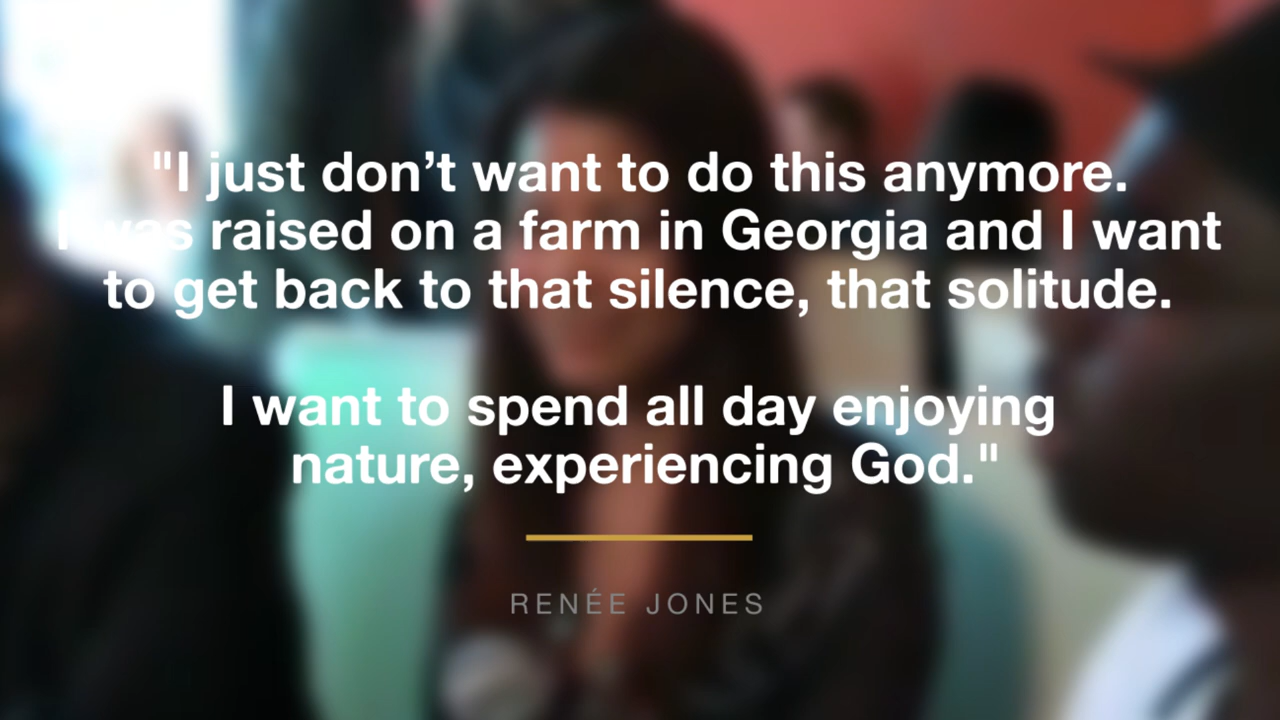 "I just don’t want to do this anymore.
I was raised on a farm in Georgia and I want
to get back to that silence, that solitude.
I want to spend all day enjoying
nature, experiencing God."
RENÉE JONES